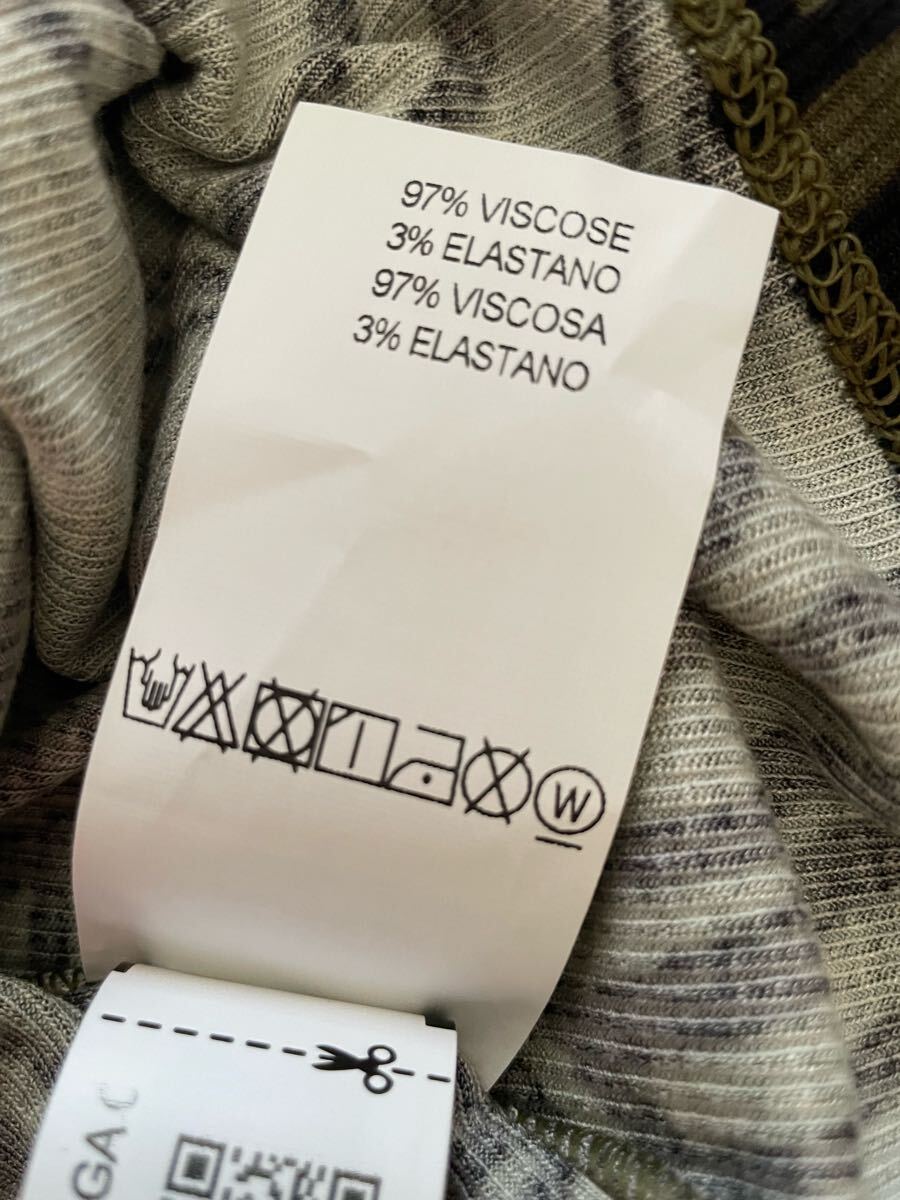 97% VISCOSE
3% ELASTANO
97% VISCOSA
3% ELASTANO
W